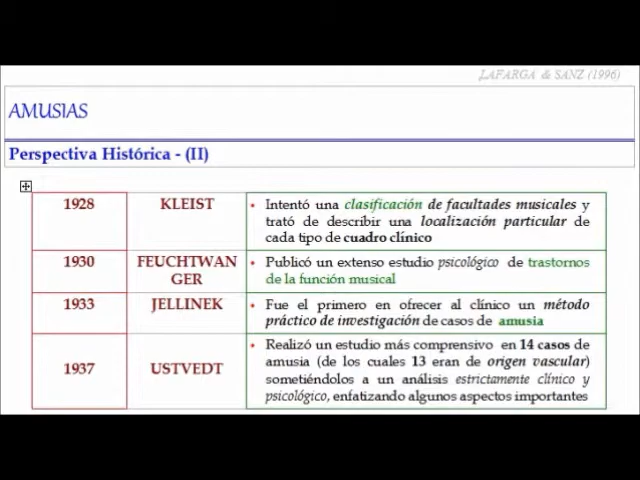 LAFARGA & SANZ (1996)
AMUSIAS
Perspectiva Histórica - (II)
1928 KLEIST • Intentó una clasificación de facultades musicales y
trató de describir una localización particular de
cada tipo de cuadro clínico
1930 FEUCHTWAN • Publicó un extenso estudio psicológico de trastornos
GER de la función musical
1933 JELLINEK • Fue el primero en ofrecer al clínico un método
práctico de investigación de casos de amusia
• Realizó un estudio más comprensivo en 14 casos de
amusia (de los cuales 13 eran de origen vascular)
1937 USTVEDT sometiéndolos a un análisis estrictamente clínico y
psicológico, enfatizando algunos aspectos importantes